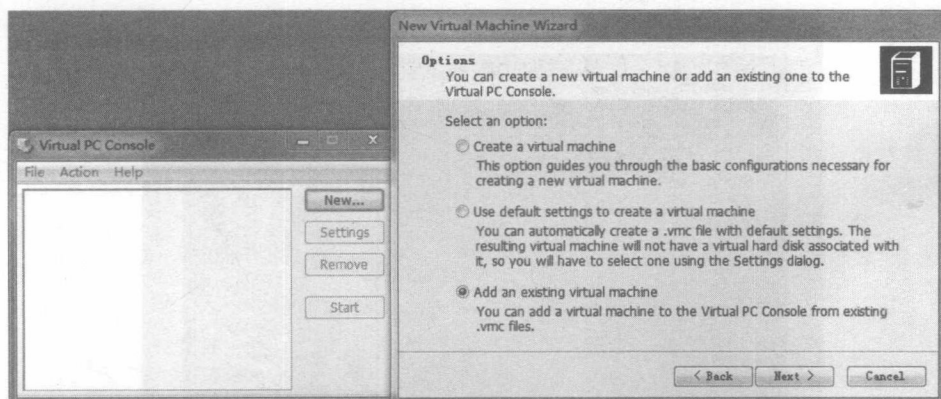 Virtual PC Console
File Action Help
New...
Settings
Remove
Start
New Virtual Machine Wizard
Options
You can create a new virtual machine or add an existing one to the
Virtual PC Console.
Select an option:
Create a virtual machine
This option guides you through the basic configurations necessary for
creating a new virtual machine.
Use default settings to create a virtual machine
You can automatically create a .vmc file with default settings. The
resulting virtual machine will not have a virtual hard disk associated with
it, so you will have to select one using the Settings dialog.
Add an existing virtual machine
You can add a virtual machine to the Virtual PC Console from existing
.vmc files.
< Back Next > Cancel